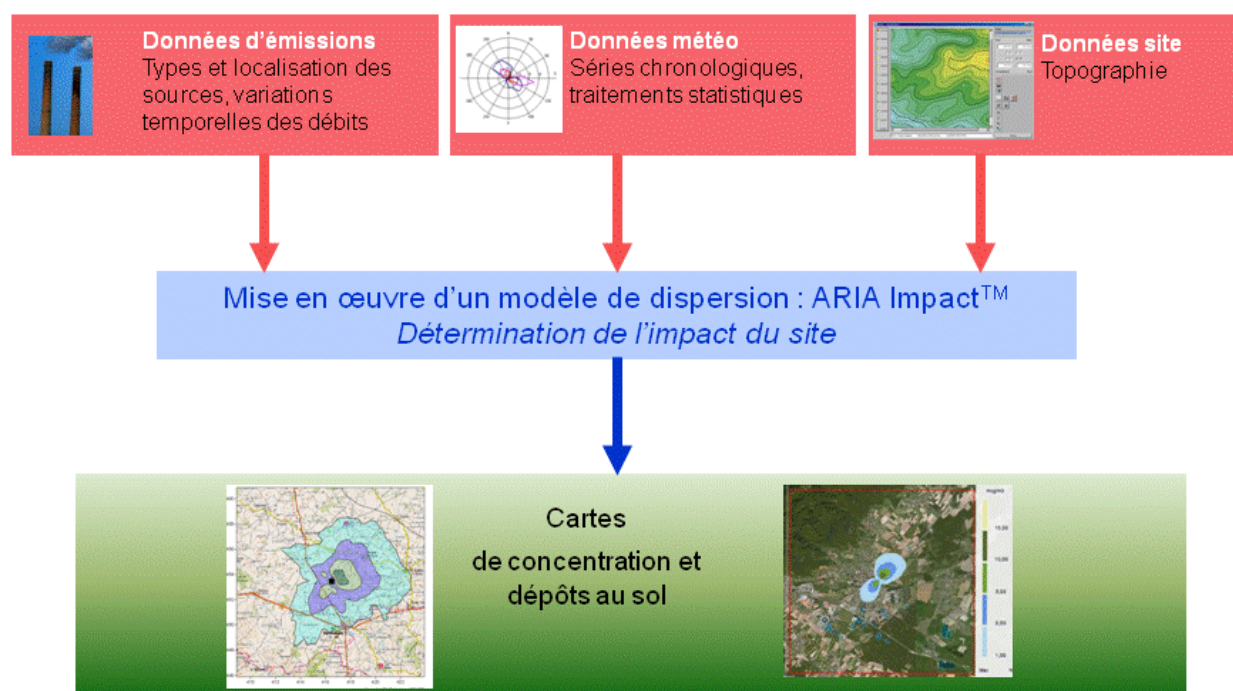 Données d'émissions
Types et localisation des
sources, variations
temporelles des débits
Données météo
Séries chronologiques,
traitements statistiques
Données site
Topographie
Mise en œuvre d'un modèle de dispersion : ARIA Impact™
Détermination de l'impact du site
Cartes
de concentration et
dépôts au sol